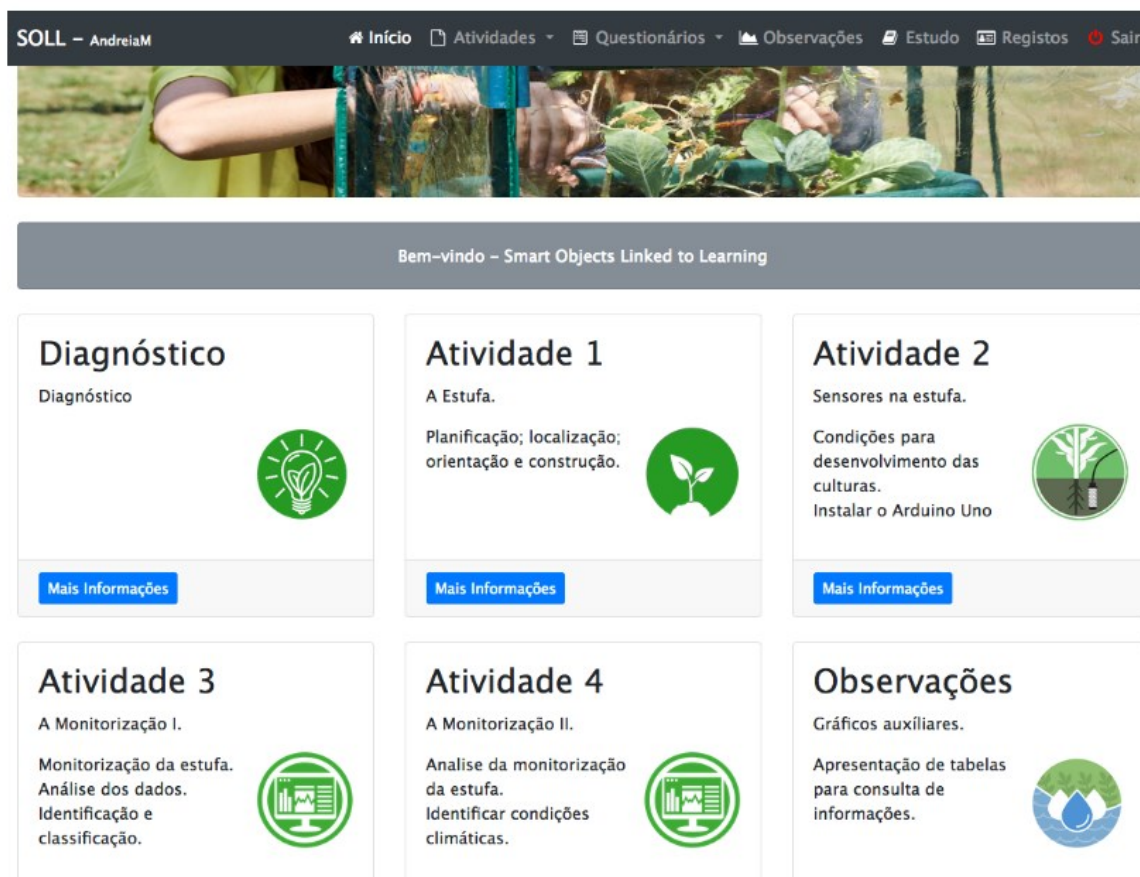 SOLL - AndreiaM
Início
Atividades
Questionários
Observações
Estudo
Registos
Sair
Bem-vindo - Smart Objects Linked to Learning
Diagnóstico
Diagnóstico
Mais Informações
Atividade 1
A Estufa.
Planificação; localização;
orientação e construção.
Mais Informações
Atividade 2
Sensores na estufa.
Condições para
desenvolvimento das
culturas.
Instalar o Arduino Uno
Mais Informações
Atividade 3
A Monitorização I.
Monitorização da estufa.
Análise dos dados.
Identificação e
classificação.
Atividade 4
A Monitorização II.
Analise da monitorização
da estufa.
Identificar condições
climáticas.
Observações
Gráficos auxíliares.
Apresentação de tabelas
para consulta de
informações.